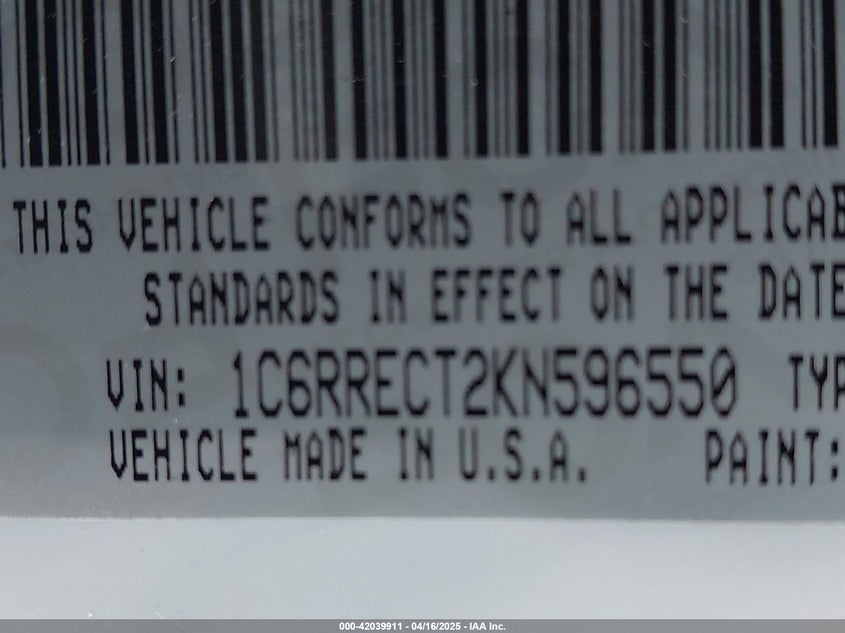 THIS VEHICLE CONFORMS TO ALL APPLICAB
STANDARDS IN EFFECT ON THE DATE
VIN: 1C6RRECT2KN596550 TYP
VEHICLE MADE IN U.S.A. PAINT:
000-42039911 - 04/16/2025 - IAA Inc.